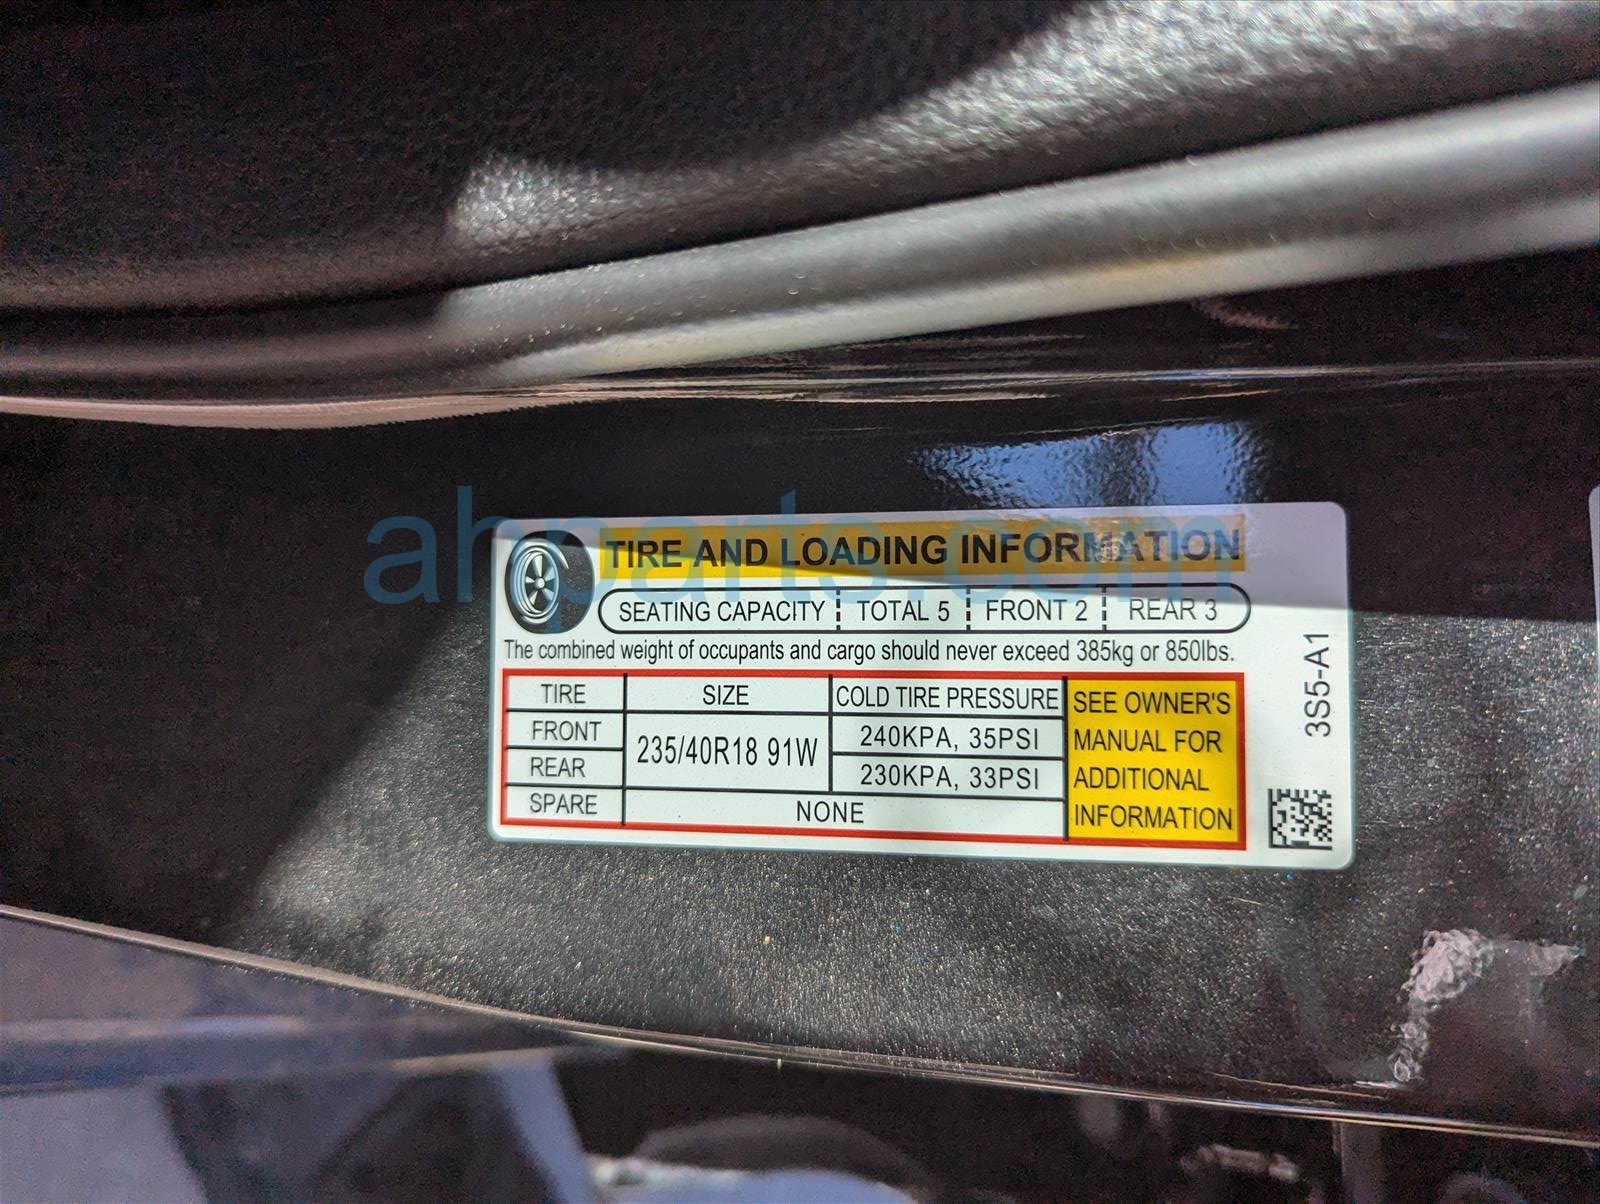 ahparts.com
TIRE AND LOADING INFORMATION
SEATING CAPACITY TOTAL 5 FRONT 2 REAR 3
The combined weight of occupants and cargo should never exceed 385kg or 850lbs.
TIRE SIZE COLD TIRE PRESSURE
FRONT 235/40R18 91W 240KPA, 35PSI
REAR 230KPA, 33PSI
SPARE NONE
SEE OWNER'S
MANUAL FOR
ADDITIONAL
INFORMATION
3S5-A1